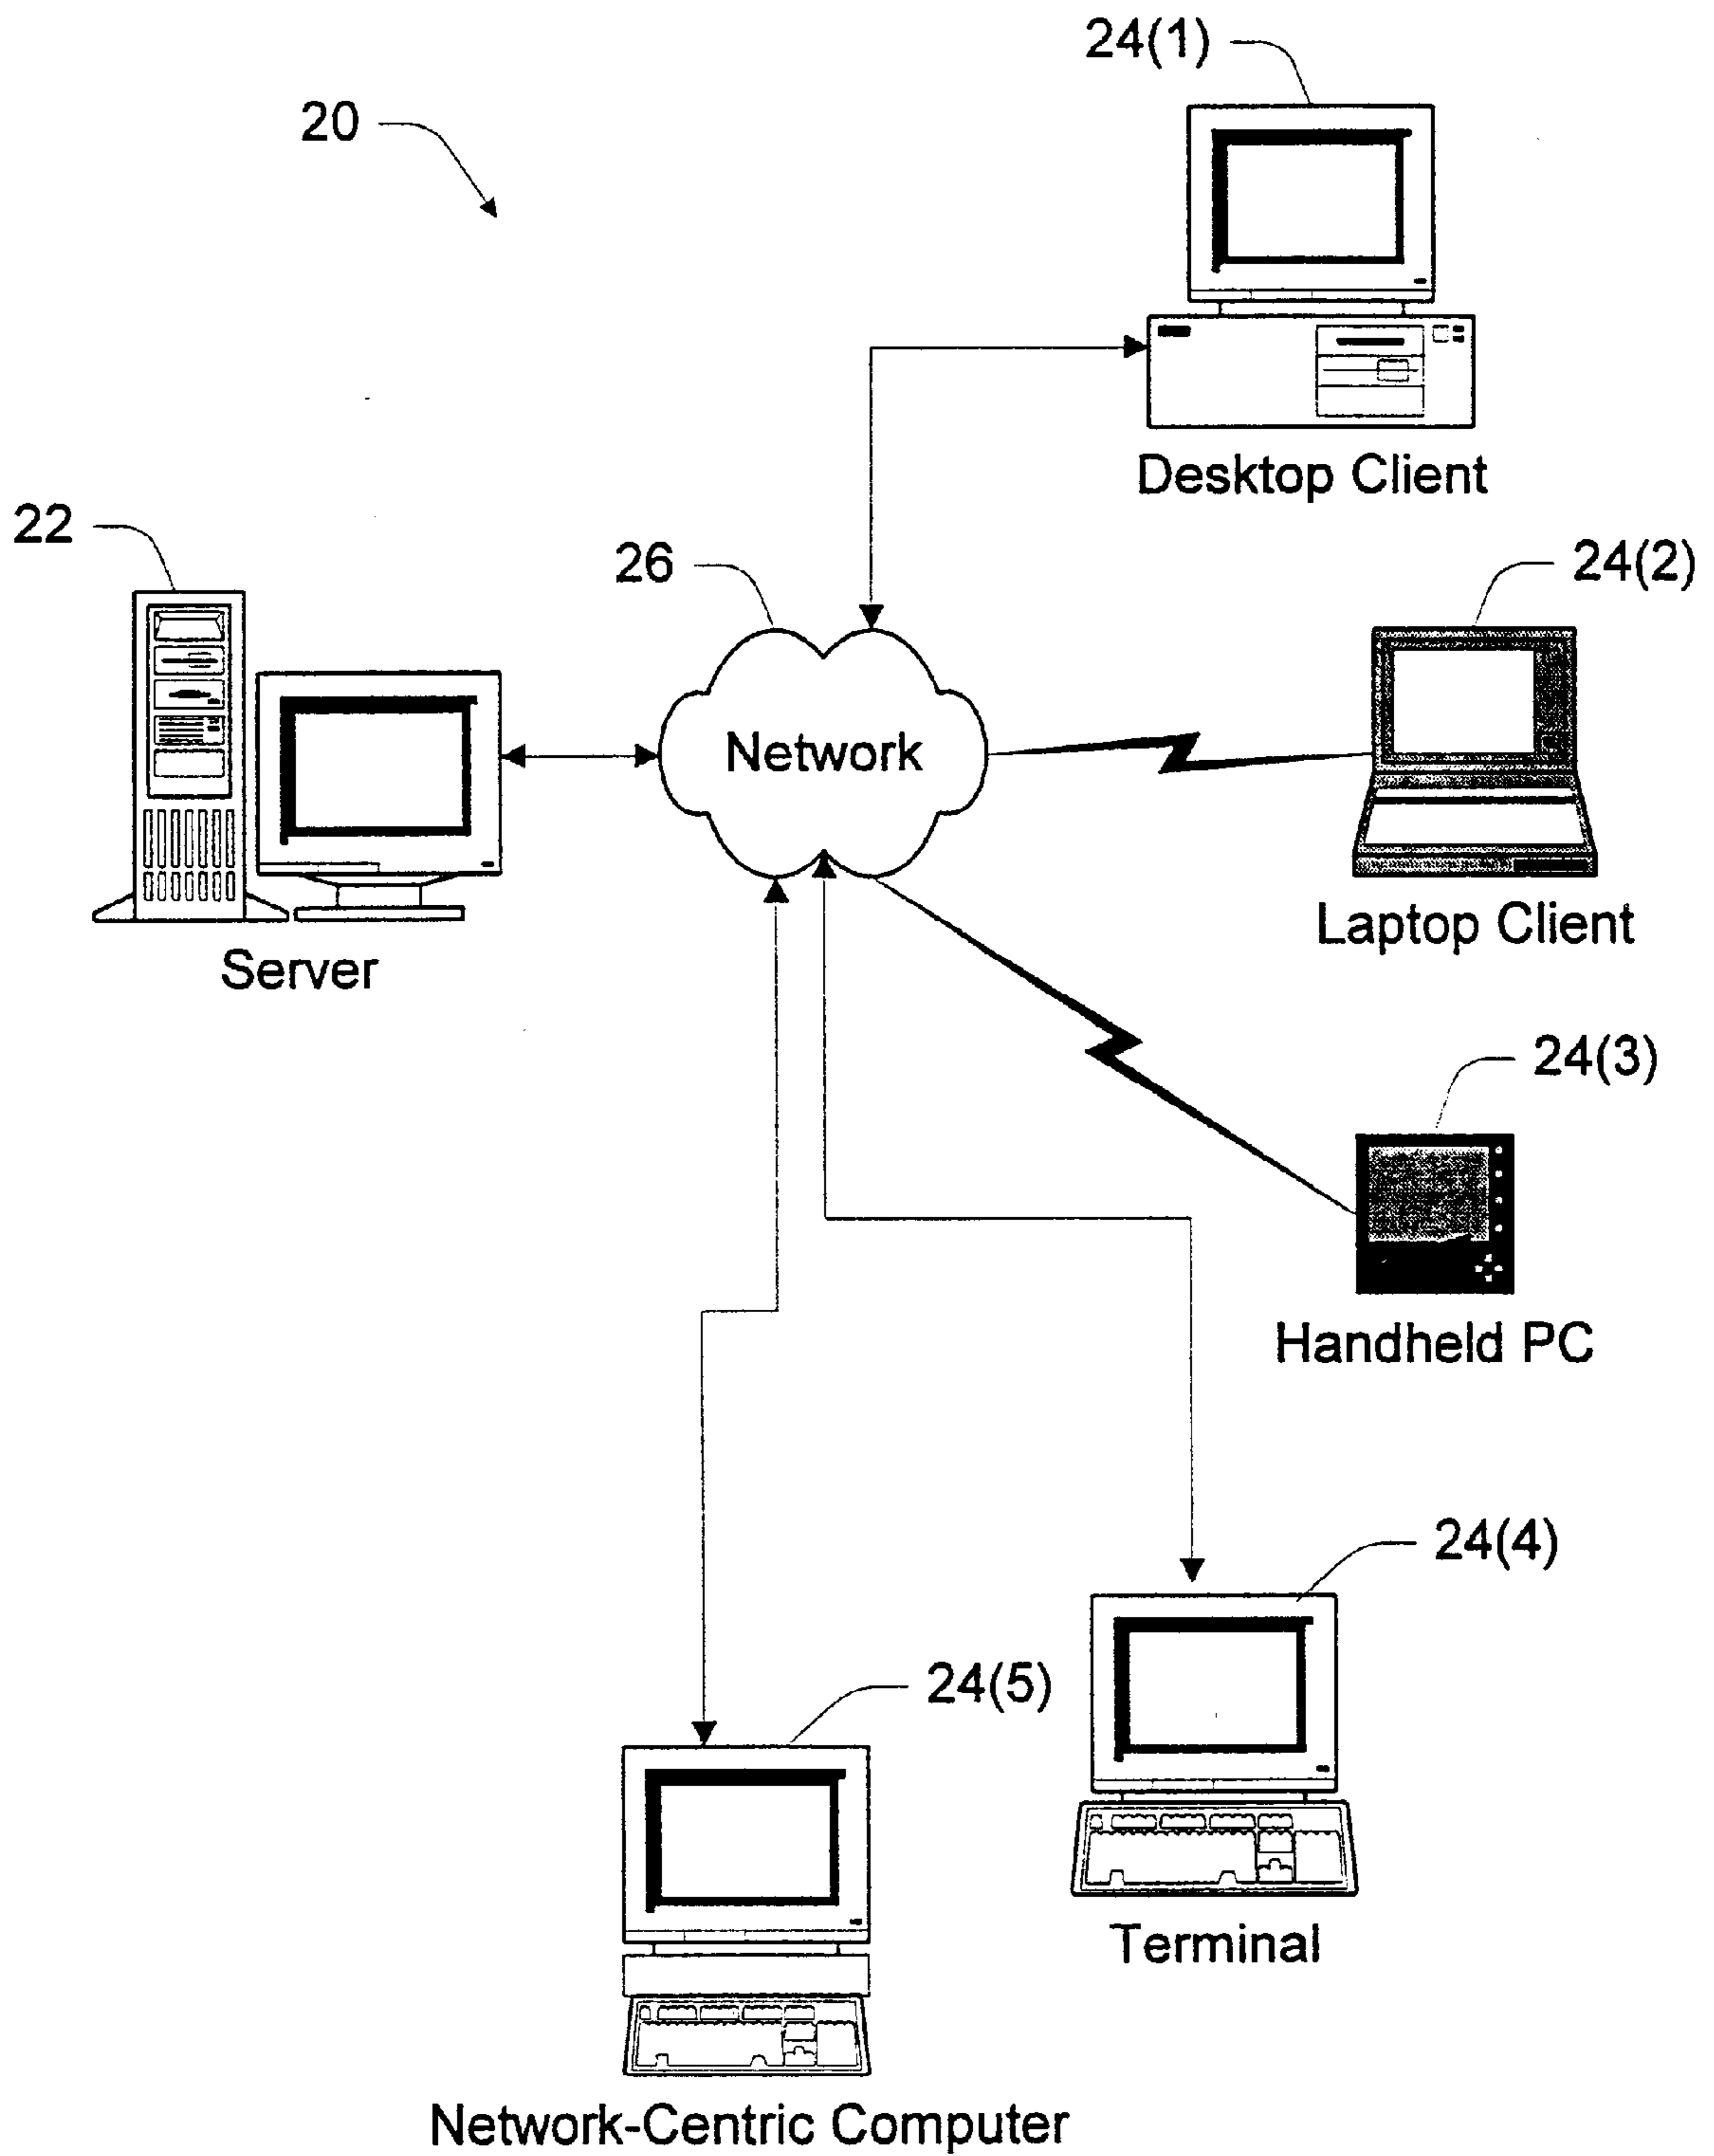 24(1)
20
Desktop Client
22
26
24(2)
Network
Laptop Client
Server
24(3)
Handheld PC
24(4)
24(5)
Terminal
Network-Centric Computer